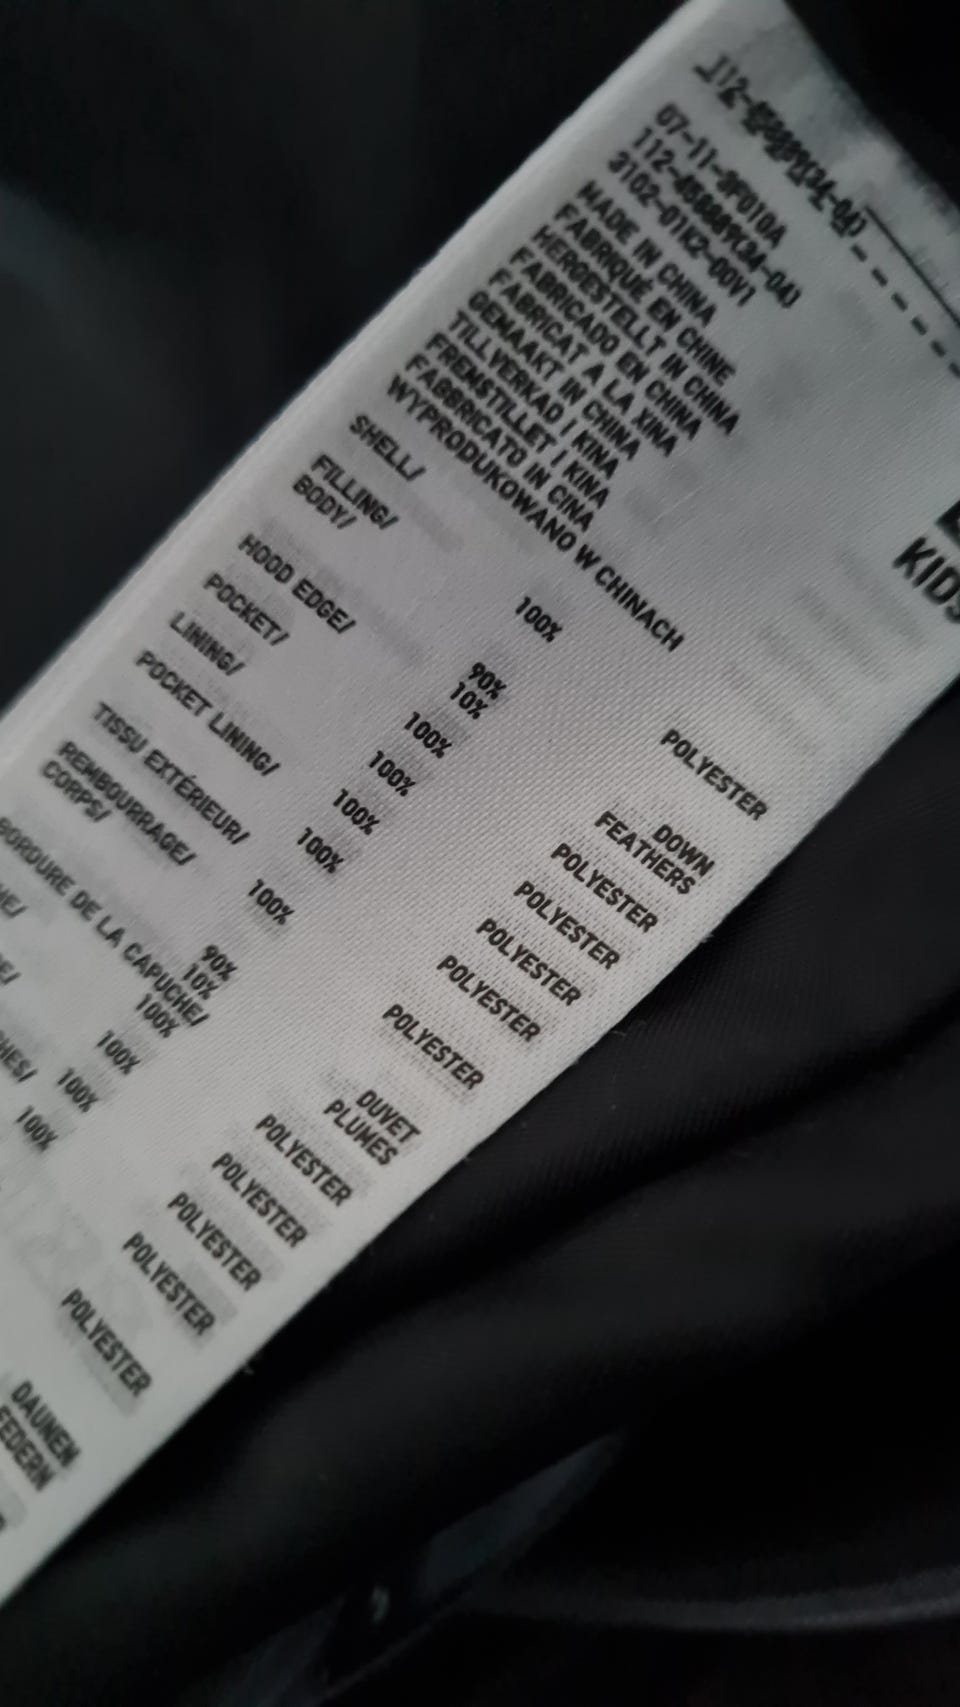 07-11-3F010A
3102-01K2-00V1
MADE IN CHINA
FABRIQUÉ EN CHINE
HERGESTELLT IN CHINA
FABRICADO EN CHINA
FABRICAT A LA XINA
GEMAAKT IN CHINA
TILLVERKAD I KINA
FREMSTILLET I KINA
FABBRICATO IN CINA
WYPRODUKOWANO W CHINACH
KIDS
SHELL/
100% POLYESTER
FILLING/
BODY/
90% DOWN
10% FEATHERS
HOOD EDGE/
100% POLYESTER
POCKET/
100% POLYESTER
LINING/
100% POLYESTER
POCKET LINING/
100% POLYESTER
TISSU EXTÉRIEUR/
100% POLYESTER
REMBOURRAGE/
CORPS/
90% DUVET
10% PLUMES
BORDURE DE LA CAPUCHE/
100% POLYESTER
100% POLYESTER
100% POLYESTER
100% POLYESTER
POLYESTER
DAUNEN
FEDERN